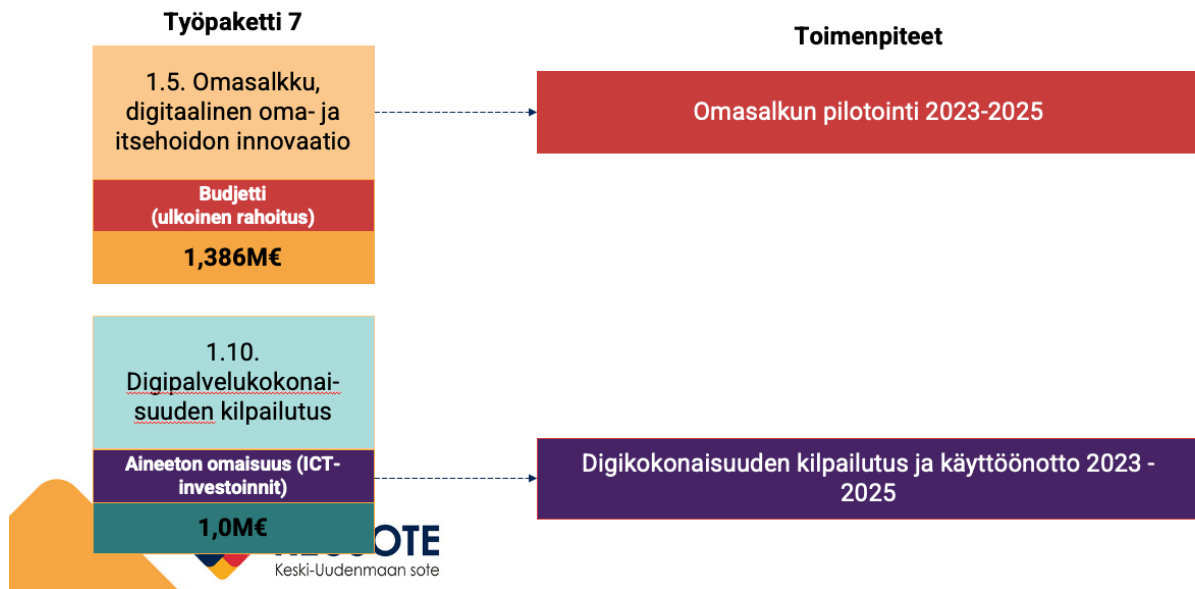 Työpaketti 7
Toimenpiteet
1.5. Omasalkku,
digitaalinen oma- ja
itsehoidon innovaatio
Omasalkun pilotointi 2023-2025
Budjetti
(ulkoinen rahoitus)
1,386M€
1.10.
Digipalvelukokonai-
suuden kilpailutus
Aineeton omaisuus (ICT-
investoinnit)
Digikokonaisuuden kilpailutus ja käyttöönotto 2023 -
2025
1,0M€
Keski-Uudenmaan sote